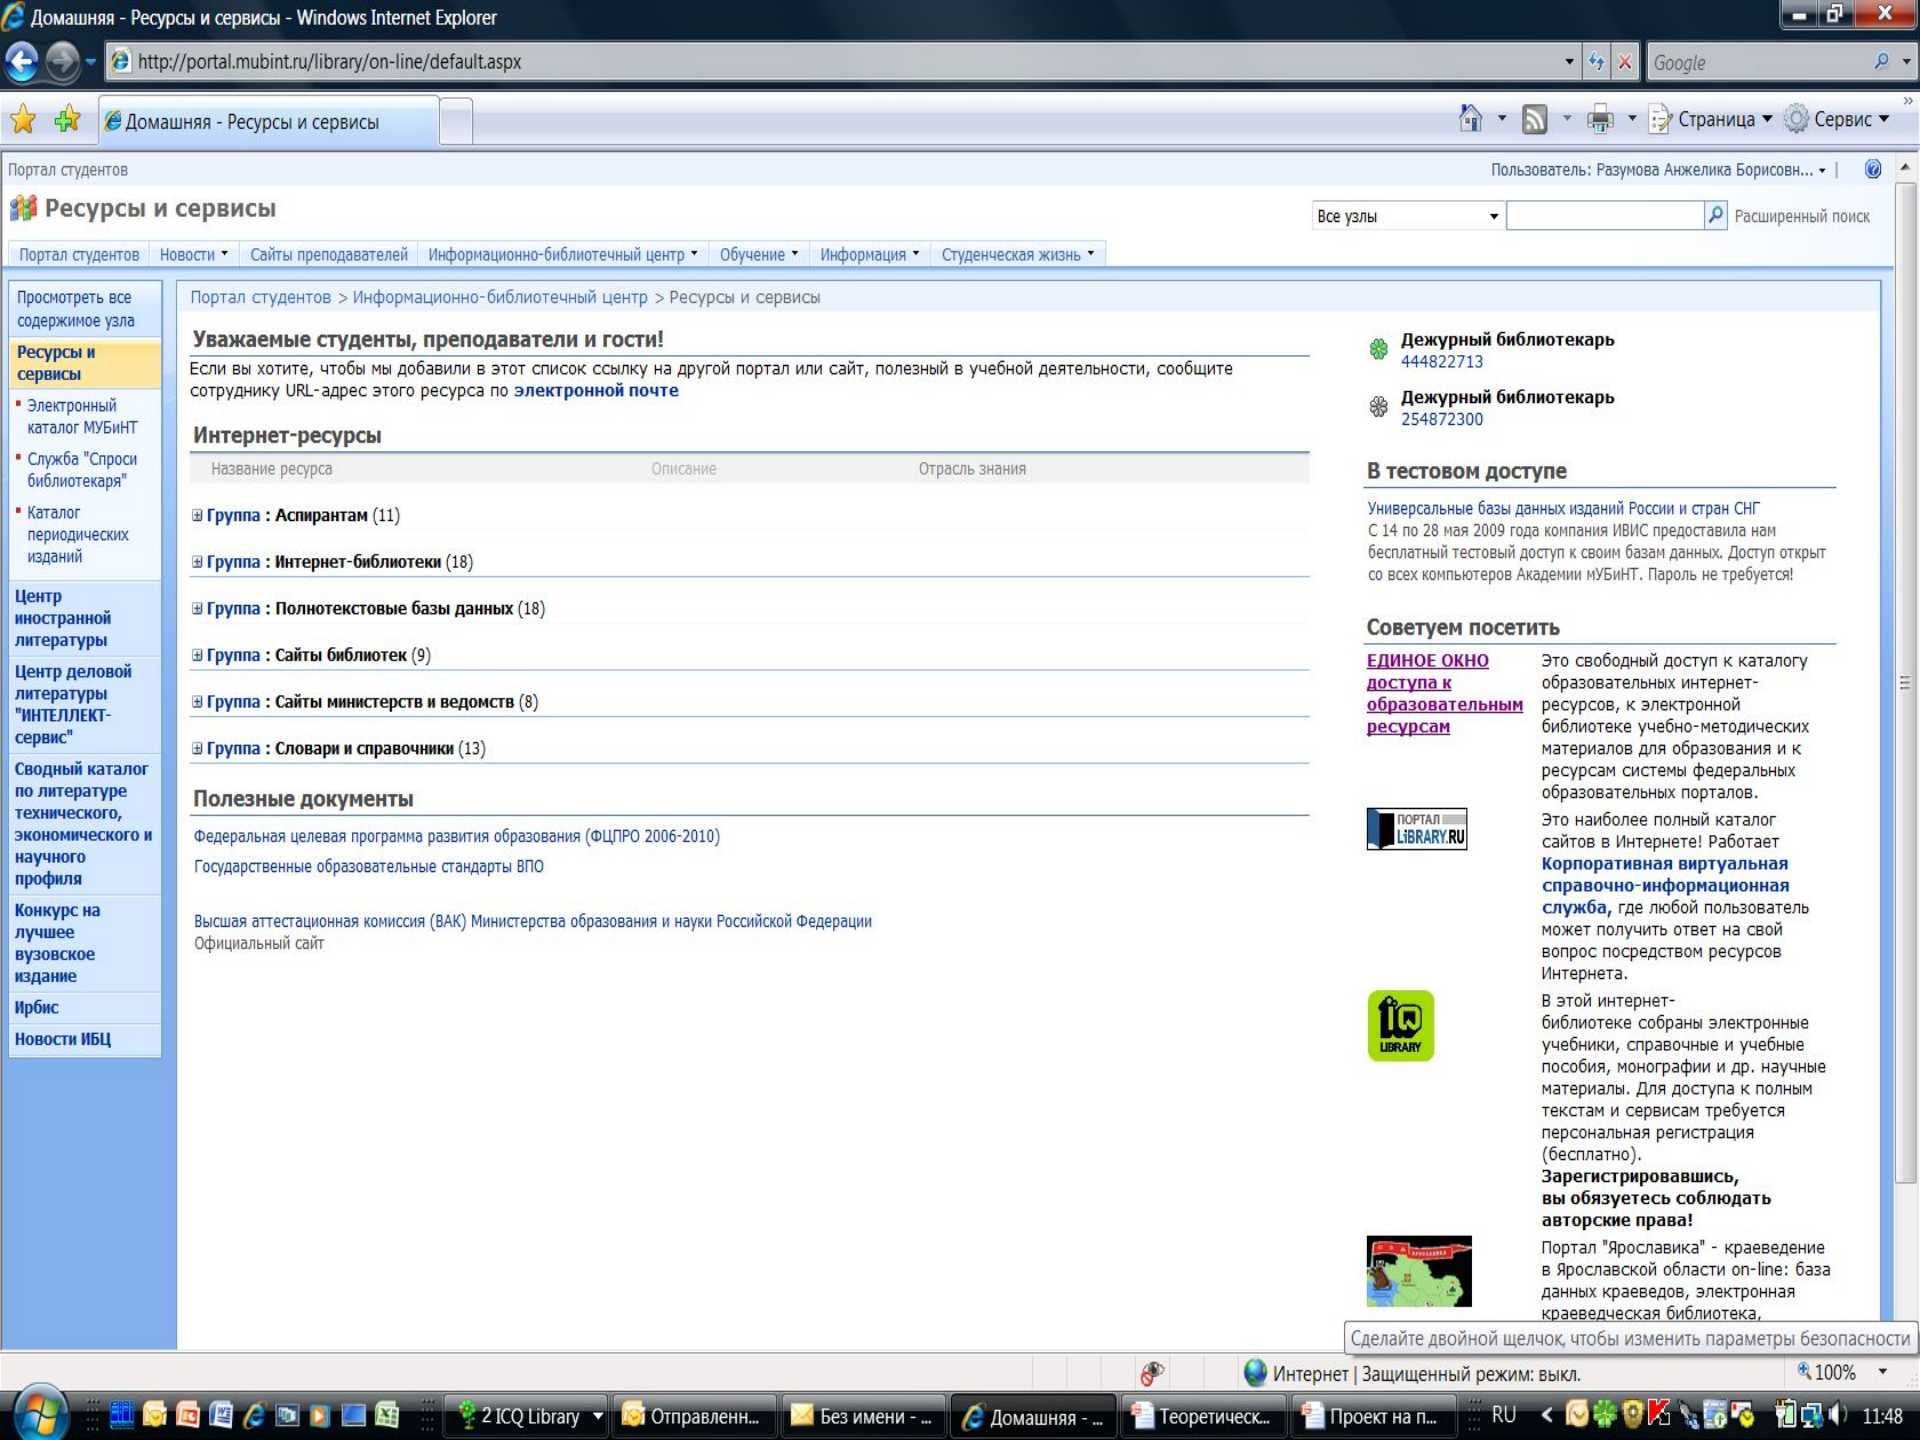 Домашняя - Ресурсы и сервисы - Windows Internet Explorer
http://portal.mubint.ru/library/on-line/default.aspx
Google
Домашняя - Ресурсы и сервисы
Страница
Сервис
Портал студентов
Пользователь: Разумова Анжелика Борисовн...
Ресурсы и сервисы
Все узлы
Расширенный поиск
Портал студентов Новости Сайты преподавателей Информационно-библиотечный центр Обучение Информация Студенческая жизнь
Просмотреть все
содержимое узла
Ресурсы и
сервисы
Электронный
каталог МУБиНТ
Служба "Спроси
библиотекаря"
Каталог
периодических
изданий
Центр
иностранной
литературы
Центр деловой
литературы
"ИНТЕЛЛЕКТ-
сервис"
Сводный каталог
по литературе
технического,
экономического и
научного
профиля
Конкурс на
лучшее
вузовское
издание
Ирбис
Новости ИБЦ
Портал студентов > Информационно-библиотечный центр > Ресурсы и сервисы
Уважаемые студенты, преподаватели и гости!
Если вы хотите, чтобы мы добавили в этот список ссылку на другой портал или сайт, полезный в учебной деятельности, сообщите
сотруднику URL-адрес этого ресурса по электронной почте
Интернет-ресурсы
Название ресурса Описание Отрасль знания
Группа : Аспирантам (11)
Группа : Интернет-библиотеки (18)
Группа : Полнотекстовые базы данных (18)
Группа : Сайты библиотек (9)
Группа : Сайты министерств и ведомств (8)
Группа : Словари и справочники (13)
Полезные документы
Федеральная целевая программа развития образования (ФЦПРО 2006-2010)
Государственные образовательные стандарты ВПО
Высшая аттестационная комиссия (ВАК) Министерства образования и науки Российской Федерации
Официальный сайт
Дежурный библиотекарь
444822713
Дежурный библиотекарь
254872300
В тестовом доступе
Универсальные базы данных изданий России и стран СНГ
С 14 по 28 мая 2009 года компания ИВИС предоставила нам
бесплатный тестовый доступ к своим базам данных. Доступ открыт
со всех компьютеров Академии мУБиНТ. Пароль не требуется!
Советуем посетить
ЕДИНОЕ ОКНО
доступа к
образовательным
ресурсам
Это свободный доступ к каталогу
образовательных интернет-
ресурсов, к электронной
библиотеке учебно-методических
материалов для образования и к
ресурсам системы федеральных
образовательных порталов.
ПОРТАЛ
LiBRARY.RU
Это наиболее полный каталог
сайтов в Интернете! Работает
Корпоративная виртуальная
справочно-информационная
служба, где любой пользователь
может получить ответ на свой
вопрос посредством ресурсов
Интернета.
iQ
LIBRARY
В этой интернет-
библиотеке собраны электронные
учебники, справочные и учебные
пособия, монографии и др. научные
материалы. Для доступа к полным
текстам и сервисам требуется
персональная регистрация
(бесплатно).
Зарегистрировавшись,
вы обязуетесь соблюдать
авторские права!
Портал "Ярославика" - краеведение
в Ярославской области on-line: база
данных краеведов, электронная
краеведческая библиотека,
Сделайте двойной щелчок, чтобы изменить параметры безопасности
Интернет | Защищенный режим: выкл.
100%
2 ICQ Library
Отправленн...
Без имени - ...
Домашняя - ...
Теоретическ...
Проект на п...
RU
11:48